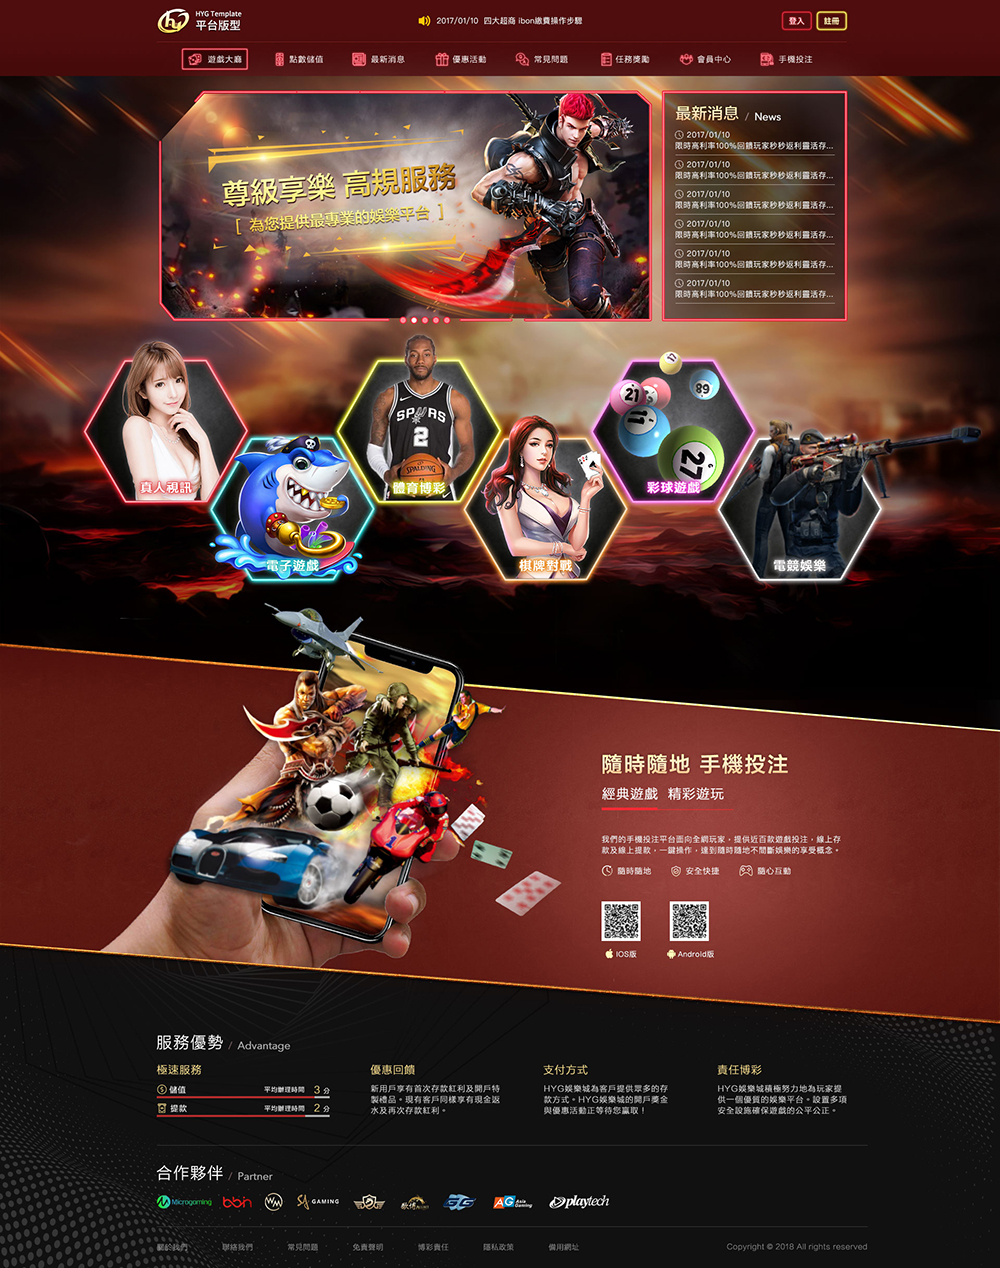 HYG Template
平台版型
2017/01/10 四大超商 ibon繳費操作步驟
登入
註冊
遊戲大廳
點數儲值
最新消息
優惠活動
常見問題
任務獎勵
會員中心
手機投注
尊級享樂 高規服務
[ 為您提供最專業的娛樂平台 ]
最新消息 / News
2017/01/10
限時高利率100%回饋玩家秒秒返利靈活存...
2017/01/10
限時高利率100%回饋玩家秒秒返利靈活存...
2017/01/10
限時高利率100%回饋玩家秒秒返利靈活存...
2017/01/10
限時高利率100%回饋玩家秒秒返利靈活存...
2017/01/10
限時高利率100%回饋玩家秒秒返利靈活存...
2017/01/10
限時高利率100%回饋玩家秒秒返利靈活存...
真人視訊
電子遊戲
SPURS
2
SPALDING
體育博彩
棋牌對戰
17
21
89
11
27
彩球遊戲
電競娛樂
隨時隨地 手機投注
經典遊戲 精彩遊玩
我們的手機投注平台面向全網玩家，提供近百款遊戲投注，線上存
款及線上提款，一鍵操作，達到隨時隨地不間斷娛樂的享受概念。
隨時隨地
安全快捷
隨心互動
IOS版
Android版
服務優勢 / Advantage
極速服務
儲值 平均辦理時間 3 分
提款 平均辦理時間 2 分
優惠回饋
新用戶享有首次存款紅利及開戶特
製禮品。現有客戶同樣享有現金返
水及再次存款紅利。
支付方式
HYG娛樂城為客戶提供眾多的存
款方式。HYG娛樂城的開戶獎金
與優惠活動正等待您贏取！
責任博彩
HYG娛樂城積極努力地為玩家提
供一個優質的娛樂平台。設置多項
安全設施確保遊戲的公平公正。
合作夥伴 / Partner
Microgaming
bbin
WM
SA GAMING
AG Asia Gaming
playtech
關於我們
聯絡我們
常見問題
免責聲明
博彩責任
隱私政策
備用網址
Copyright © 2018 All rights reserved